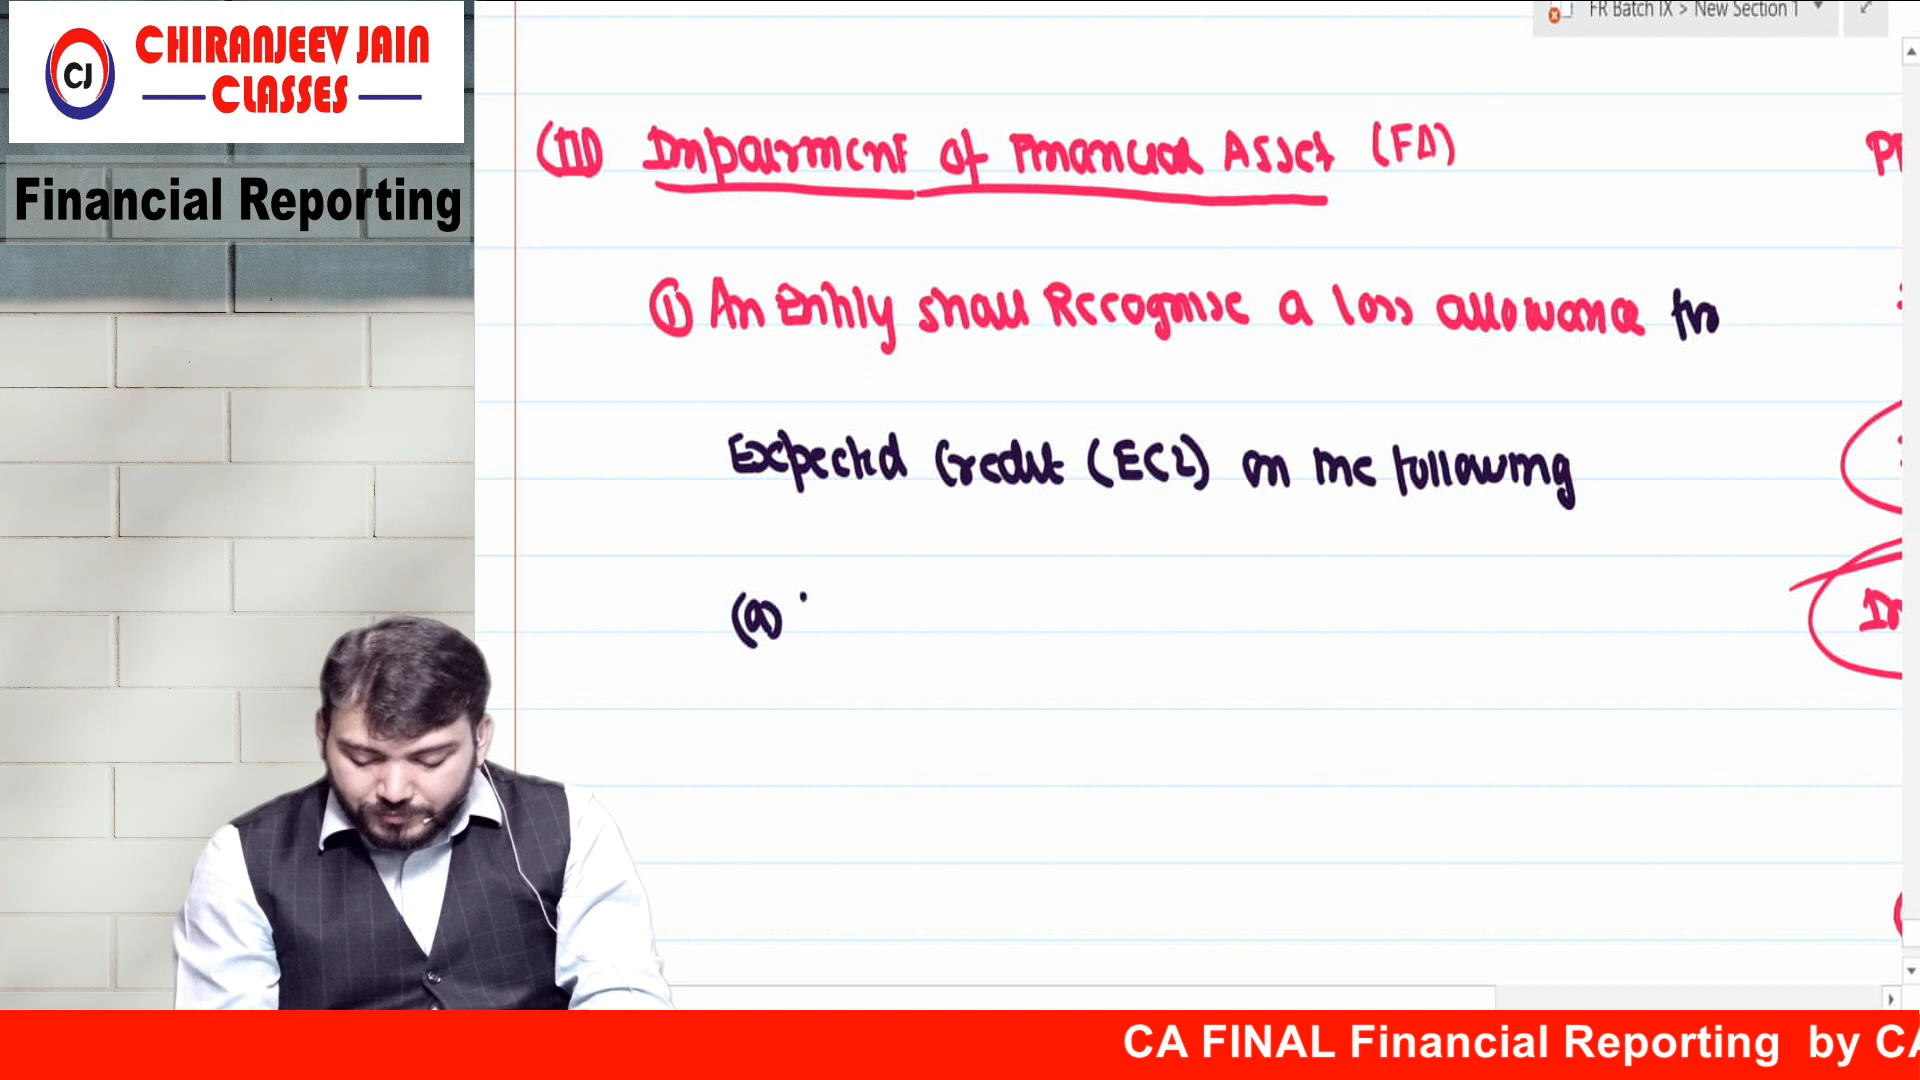 CHIRANJEEV JAIN
CLASSES
CJ
Financial Reporting
FR Batch IX > New Section 1
(III) Impairment of Financial Asset (FA)
(1) An Entity shall Recognise a loss allowance for
Expected Credit (ECL) on the following
(a)
CA FINAL Financial Reporting by CA